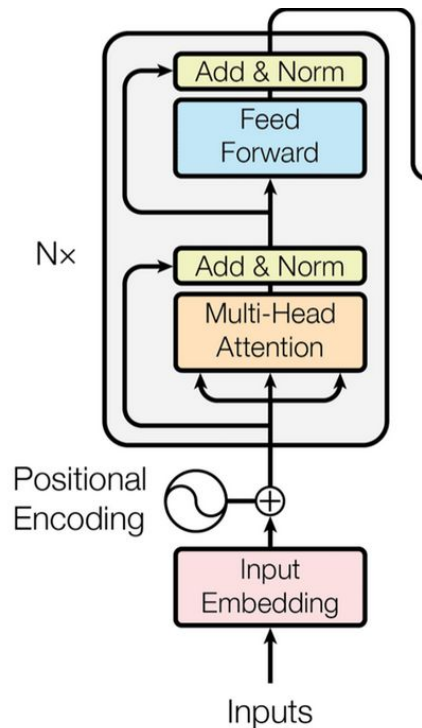 Add & Norm
Feed
Forward
N×
Add & Norm
Multi-Head
Attention
Positional
Encoding
Input
Embedding
Inputs